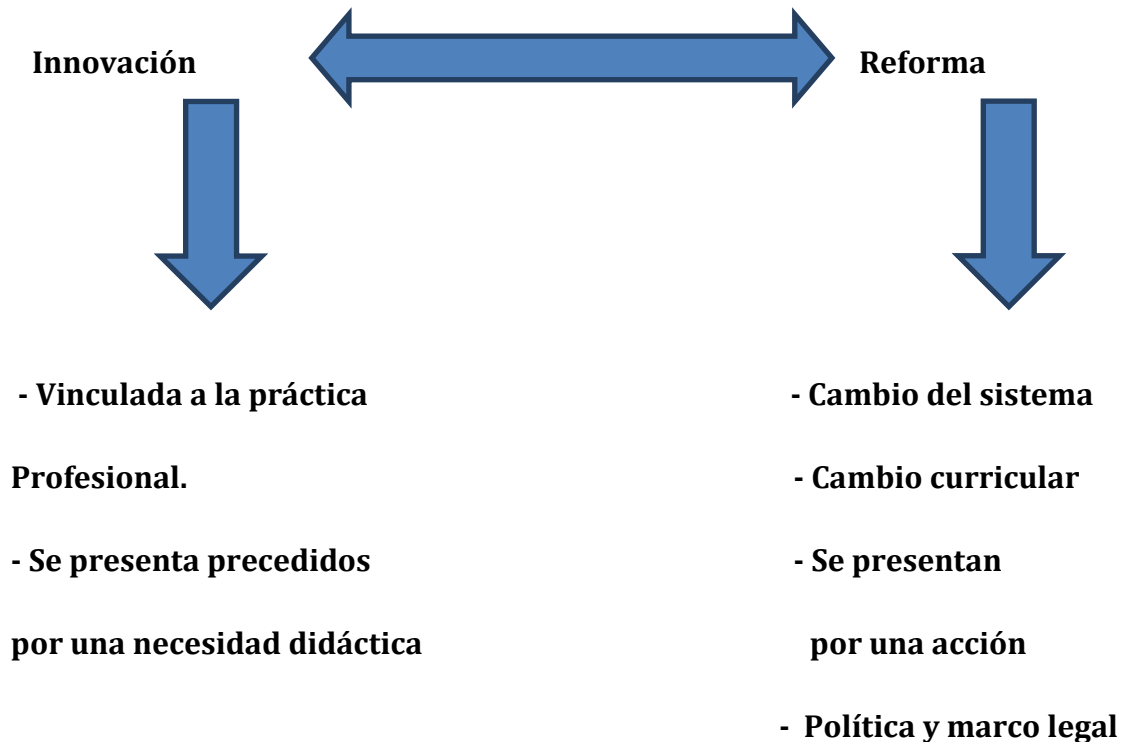 Innovación
Reforma
- Vinculada a la práctica
Profesional.
- Se presenta precedidos
por una necesidad didáctica
- Cambio del sistema
- Cambio curricular
- Se presentan
por una acción
- Política y marco legal